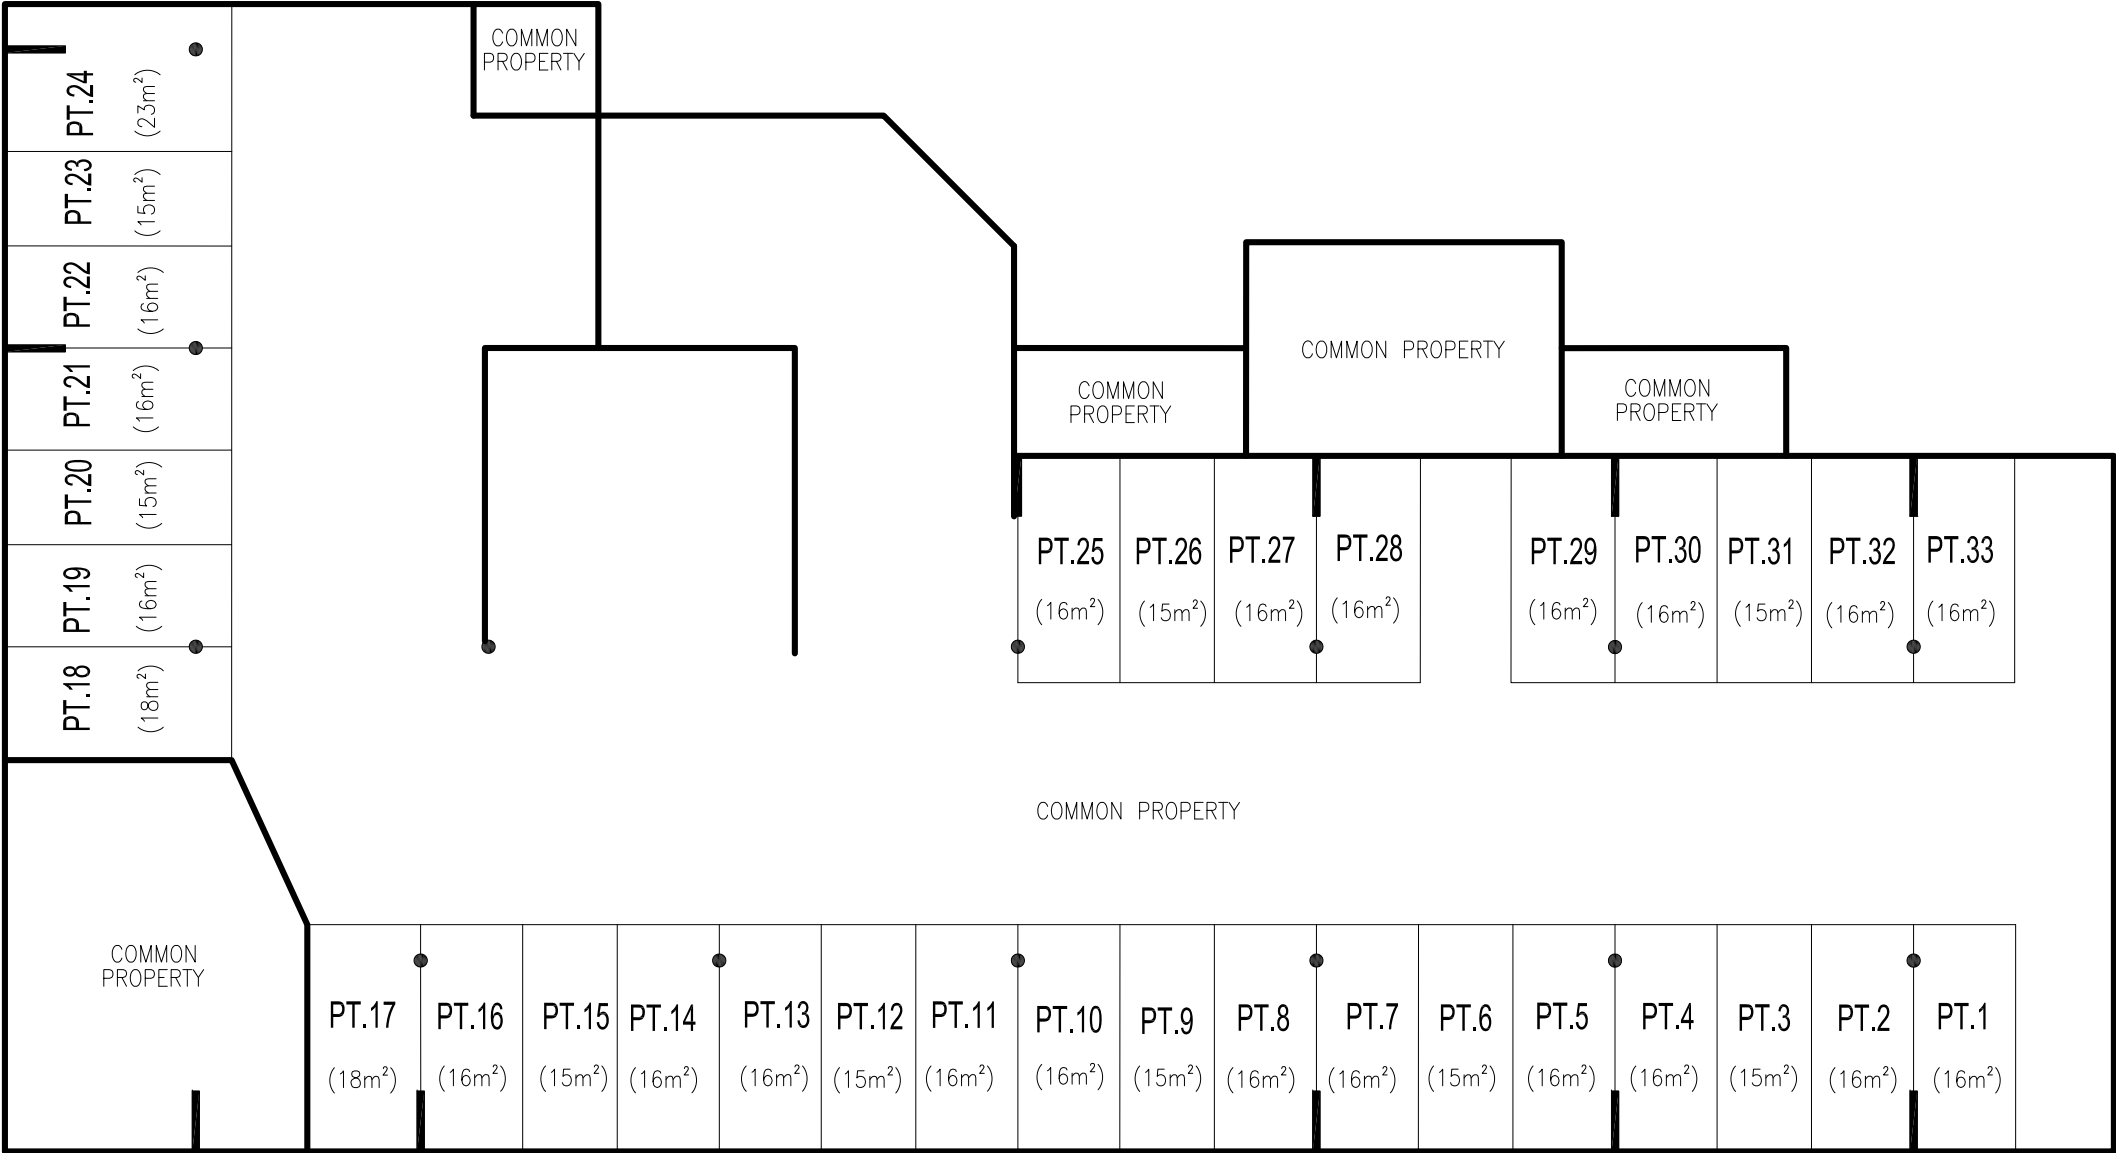 COMMON
PROPERTY
PT.24
(23m²)
PT.23
(15m²)
PT.22
(16m²)
PT.21
(16m²)
PT.20
(15m²)
PT.19
(16m²)
PT.18
(18m²)
COMMON PROPERTY
COMMON
PROPERTY
COMMON
PROPERTY
PT.25
(16m²)
PT.26
(15m²)
PT.27
(16m²)
PT.28
(16m²)
PT.29
(16m²)
PT.30
(16m²)
PT.31
(15m²)
PT.32
(16m²)
PT.33
(16m²)
COMMON PROPERTY
COMMON
PROPERTY
PT.17
(18m²)
PT.16
(16m²)
PT.15
(15m²)
PT.14
(16m²)
PT.13
(16m²)
PT.12
(15m²)
PT.11
(16m²)
PT.10
(16m²)
PT.9
(15m²)
PT.8
(16m²)
PT.7
(16m²)
PT.6
(15m²)
PT.5
(16m²)
PT.4
(16m²)
PT.3
(15m²)
PT.2
(16m²)
PT.1
(16m²)